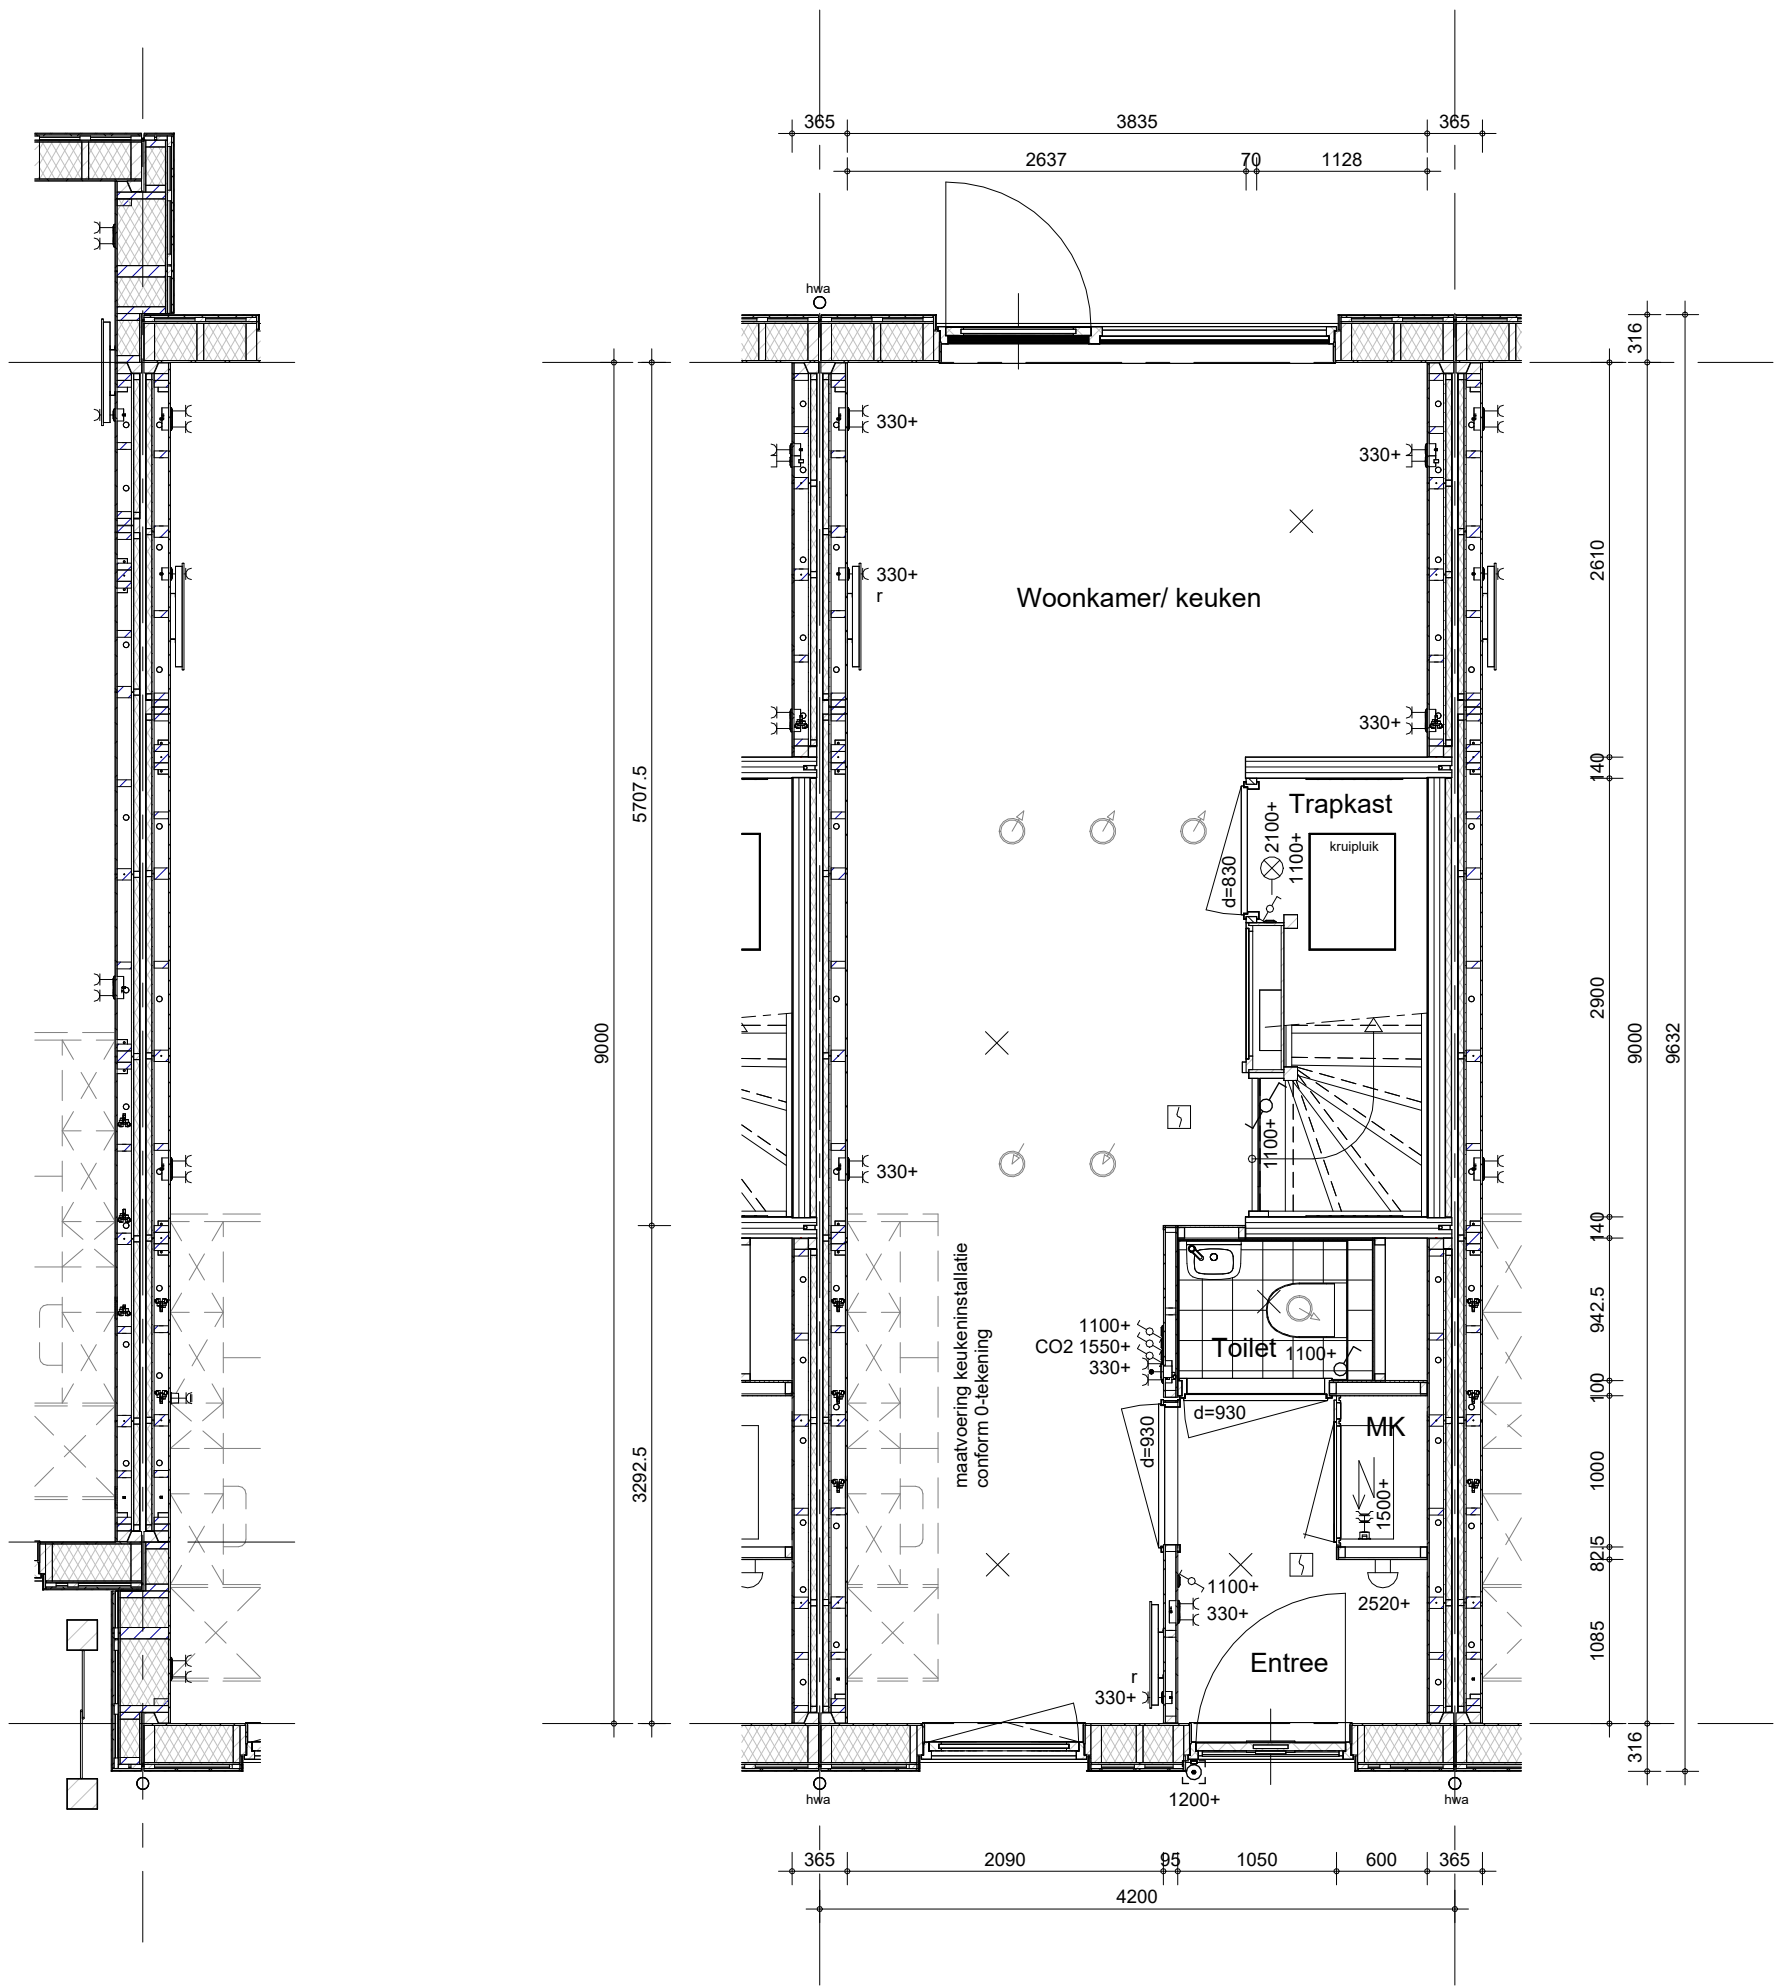 365
3835
365
2637
70
1128
hwa
316
330+
330+
330+
r
Woonkamer/ keuken
2610
330+
140
5707.5
Trapkast
2100+
1100+
kruipluik
d=830
2900
9000
9000
9632
1100+
330+
140
maatvoering keukeninstallatie
conform 0-tekening
942.5
1100+
CO2 1550+
330+
Toilet
1100+
100
d=930
d=930
MK
1500+
1000
3292.5
82.5
1100+
330+
2520+
1085
Entree
r
330+
316
hwa
1200+
hwa
365
2090
95
1050
600
365
4200